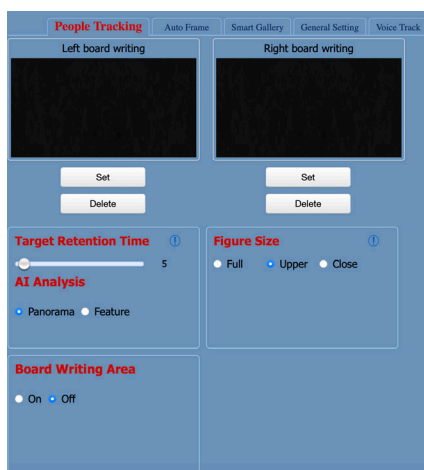 People Tracking Auto Frame Smart Gallery General Setting Voice Track
Left board writing Right board writing
Set Set
Delete Delete
Target Retention Time Figure Size
5 Full Upper Close
AI Analysis
Panorama Feature
Board Writing Area
On Off